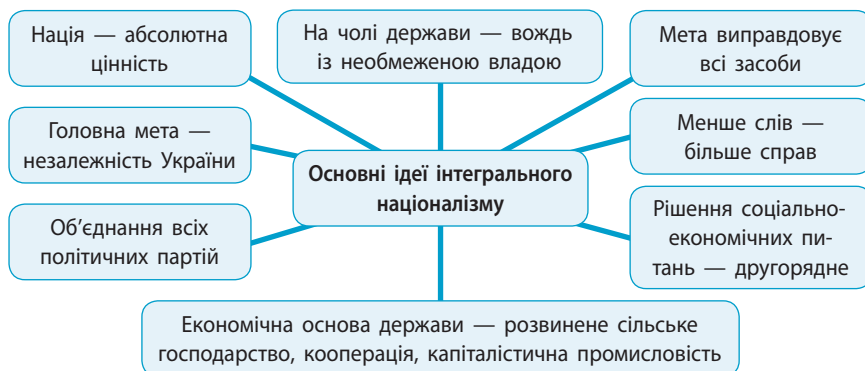 Нація — абсолютна
цінність
На чолі держави — вождь
із необмеженою владою
Мета виправдовує
всі засоби
Головна мета —
незалежність України
Основні ідеї інтегрального
націоналізму
Менше слів —
більше справ
Об’єднання всіх
політичних партій
Рішення соціально-
економічних пи-
тань — другорядне
Економічна основа держави — розвинене сільське
господарство, кооперація, капіталістична промисловість